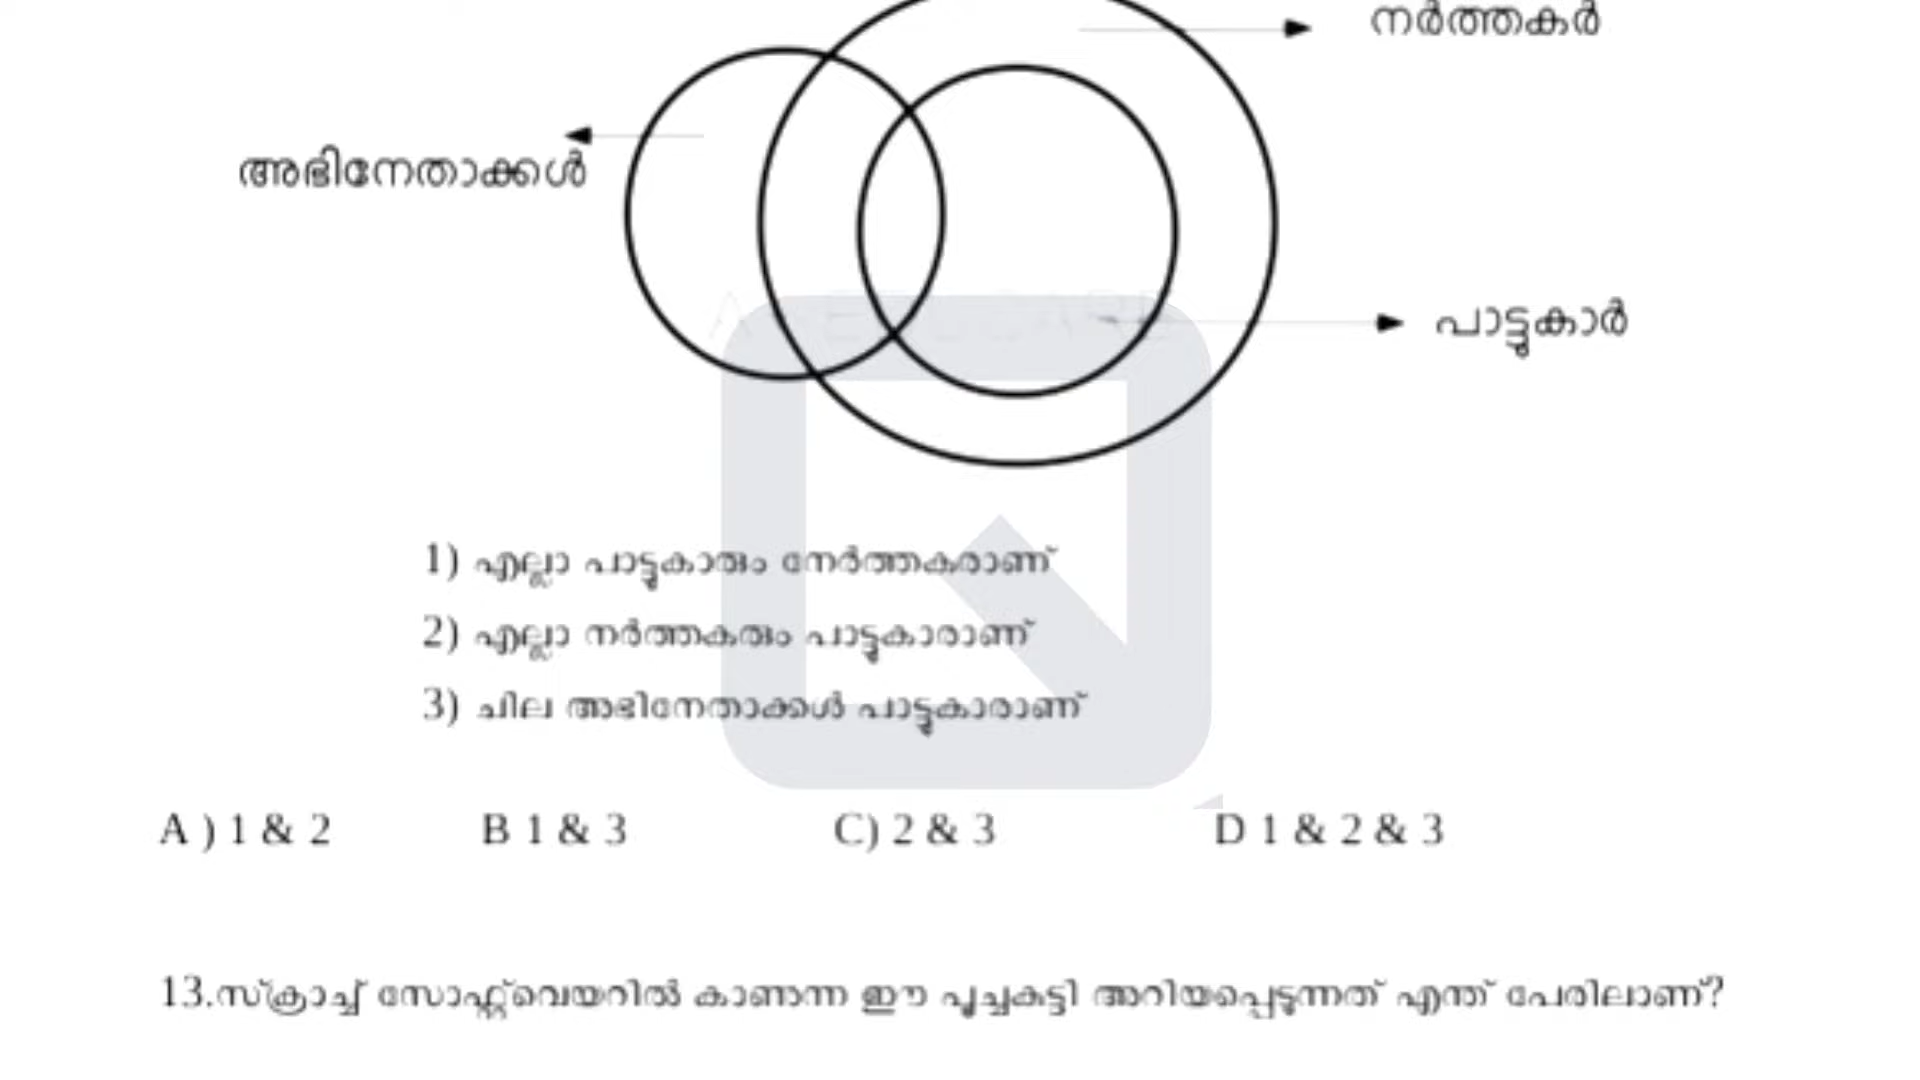 നർത്തകർ
അഭിനേതാക്കൾ
പാട്ടുകാർ
1) എല്ലാ പാട്ടുകാരും നേർത്തകരാണ്
2) എല്ലാ നർത്തകരും പാട്ടുകാരാണ്
3) ചില അഭിനേതാക്കൾ പാട്ടുകാരാണ്
A ) 1 & 2 B 1 & 3 C) 2 & 3 D 1 & 2 & 3
13.സ്ക്രാച്ച് സോഫ്റ്റ്‌വെയറിൽ കാണുന്ന ഈ പൂച്ചകുട്ടി അറിയപ്പെടുന്നത് എന്ത് പേരിലാണ്?